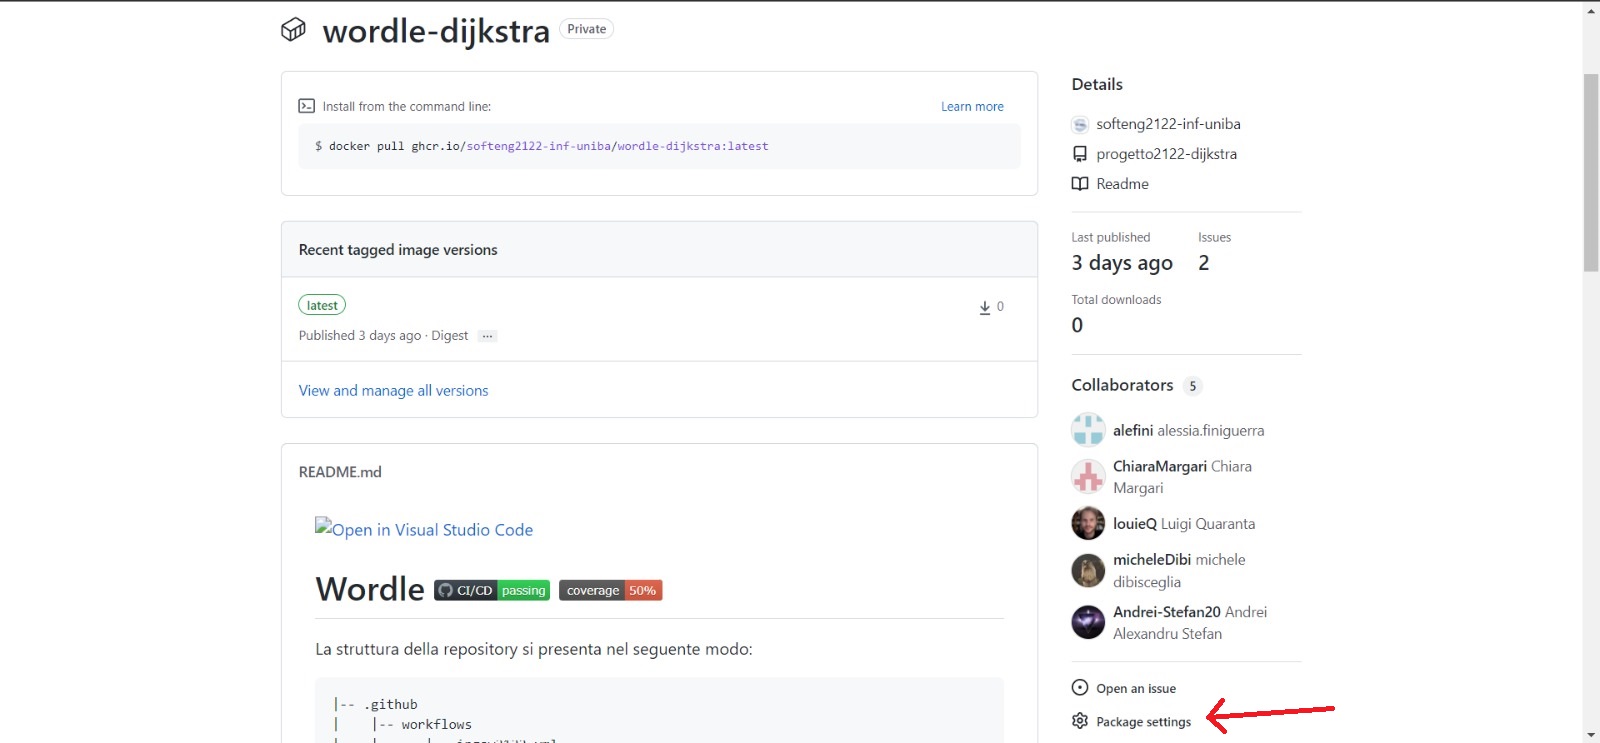 wordle-dijkstra Private
Install from the command line:
Learn more
$ docker pull ghcr.io/softeng2122-inf-uniba/wordle-dijkstra:latest
Recent tagged image versions
latest
0
Published 3 days ago · Digest ...
View and manage all versions
README.md
Open in Visual Studio Code
Wordle CI/CD passing coverage 50%
La struttura della repository si presenta nel seguente modo:
|-- .github
| |-- workflows
Details
softeng2122-inf-uniba
progetto2122-dijkstra
Readme
Last published Issues
3 days ago 2
Total downloads
0
Collaborators 5
alefini alessia.finiguerra
ChiaraMargari Chiara
Margari
louieQ Luigi Quaranta
micheleDibi michele
dibisceglia
Andrei-Stefan20 Andrei
Alexandru Stefan
Open an issue
Package settings